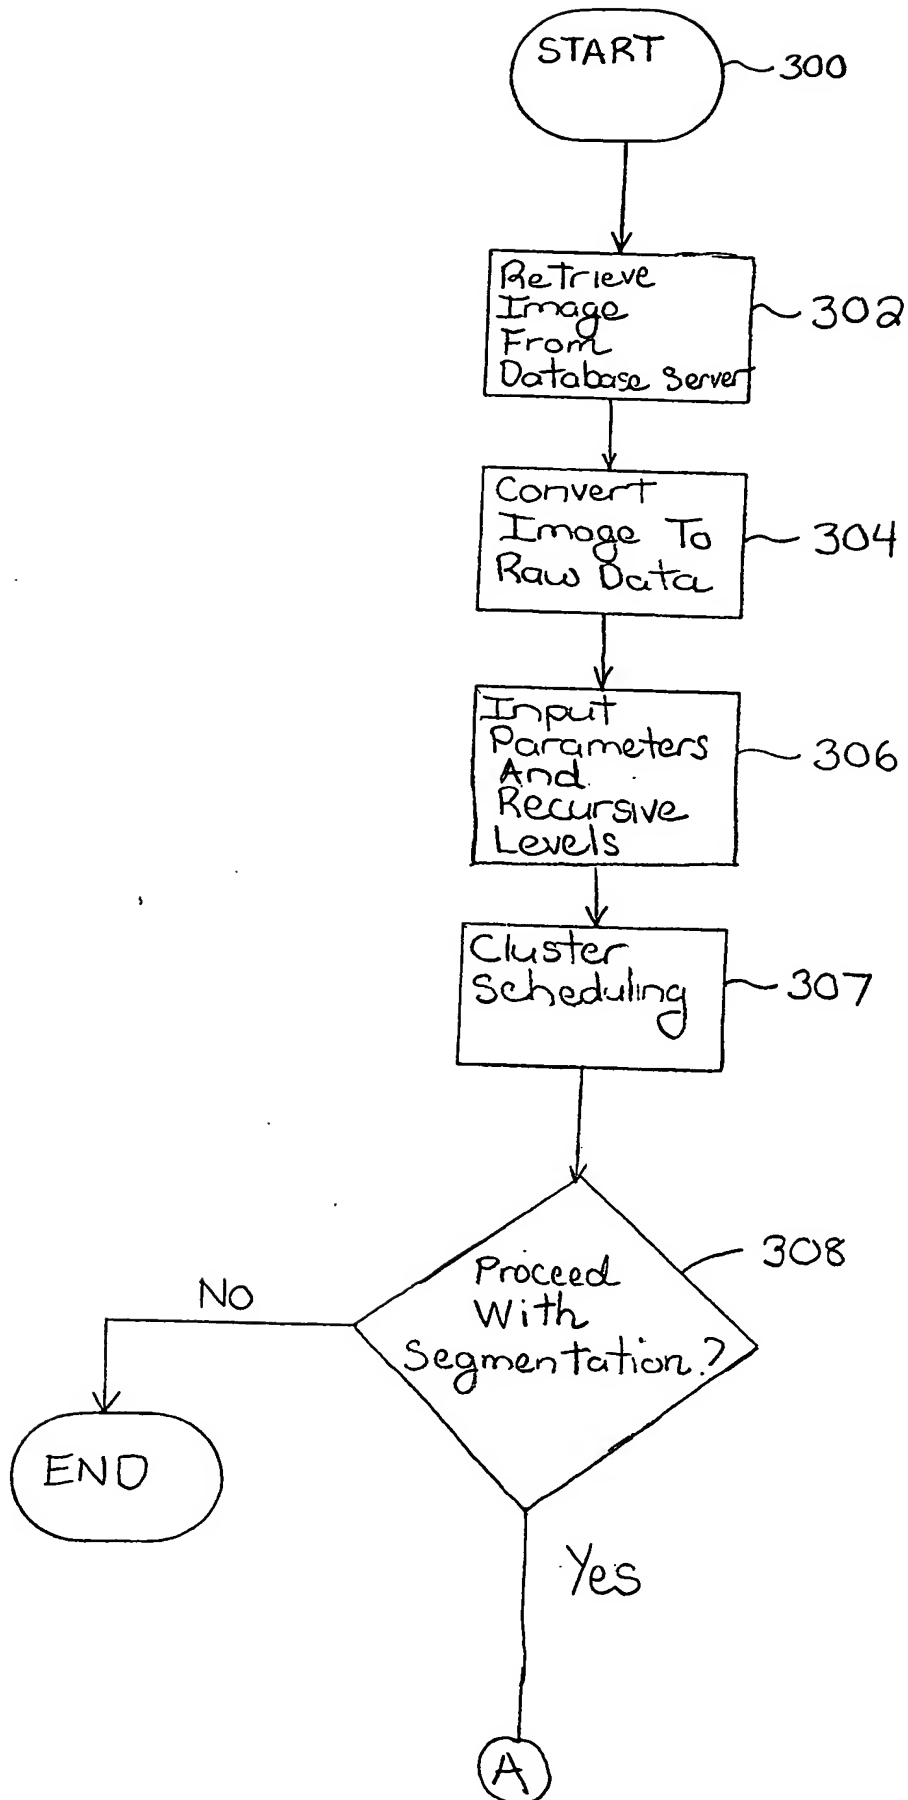 START
300
Retrieve
Image
From
Database Server
302
Convert
Image To
Raw Data
304
Input
Parameters
And
Recursive
Levels
306
Cluster
Scheduling
307
Proceed
With
Segmentation?
308
No
END
Yes
A